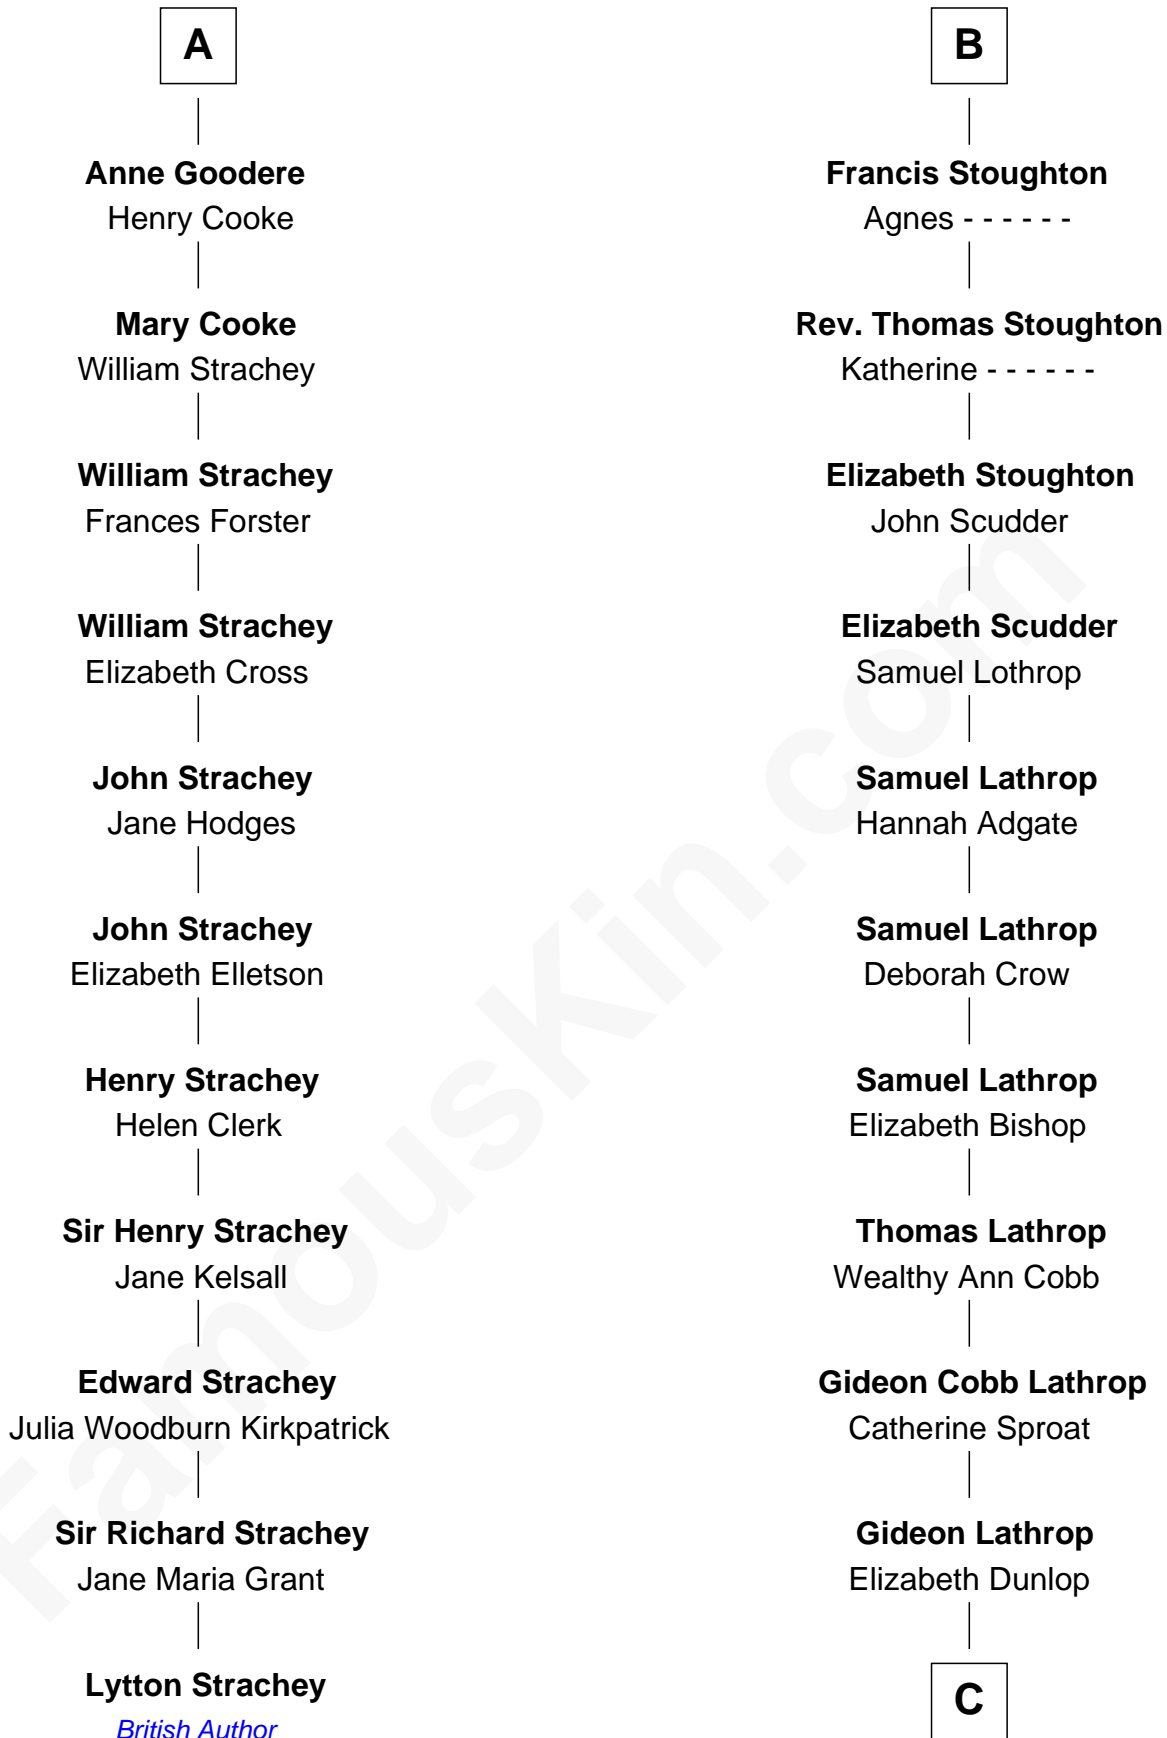 A
Anne Goodere
Henry Cooke
Mary Cooke
William Strachey
William Strachey
Frances Forster
William Strachey
Elizabeth Cross
John Strachey
Jane Hodges
John Strachey
Elizabeth Elletson
Henry Strachey
Helen Clerk
Sir Henry Strachey
Jane Kelsall
Edward Strachey
Julia Woodburn Kirkpatrick
Sir Richard Strachey
Jane Maria Grant
Lytton Strachey
British Author
B
Francis Stoughton
Agnes - - - - - -
Rev. Thomas Stoughton
Katherine - - - - - -
Elizabeth Stoughton
John Scudder
Elizabeth Scudder
Samuel Lothrop
Samuel Lathrop
Hannah Adgate
Samuel Lathrop
Deborah Crow
Samuel Lathrop
Elizabeth Bishop
Thomas Lathrop
Wealthy Ann Cobb
Gideon Cobb Lathrop
Catherine Sproat
Gideon Lathrop
Elizabeth Dunlop
C
FamousKin.com